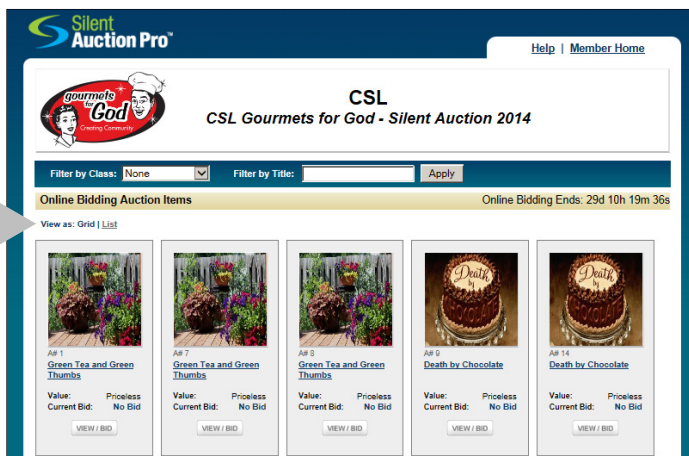 Silent
Auction Pro™
Help | Member Home
gourmets
for
God
Creating Community
CSL
CSL Gourmets for God - Silent Auction 2014
Filter by Class: None Filter by Title: Apply
Online Bidding Auction Items Online Bidding Ends: 29d 10h 19m 36s
View as: Grid | List
Death
by
CHOCOLATE
Death
by
CHOCOLATE
A# 1 A# 7 A# 8 A# 9 A# 14
Green Tea and Green Thumbs Green Tea and Green Thumbs Green Tea and Green Thumbs Death by Chocolate Death by Chocolate
Value: Priceless Value: Priceless Value: Priceless Value: Priceless Value: Priceless
Current Bid: No Bid Current Bid: No Bid Current Bid: No Bid Current Bid: No Bid Current Bid: No Bid
VIEW / BID VIEW / BID VIEW / BID VIEW / BID VIEW / BID